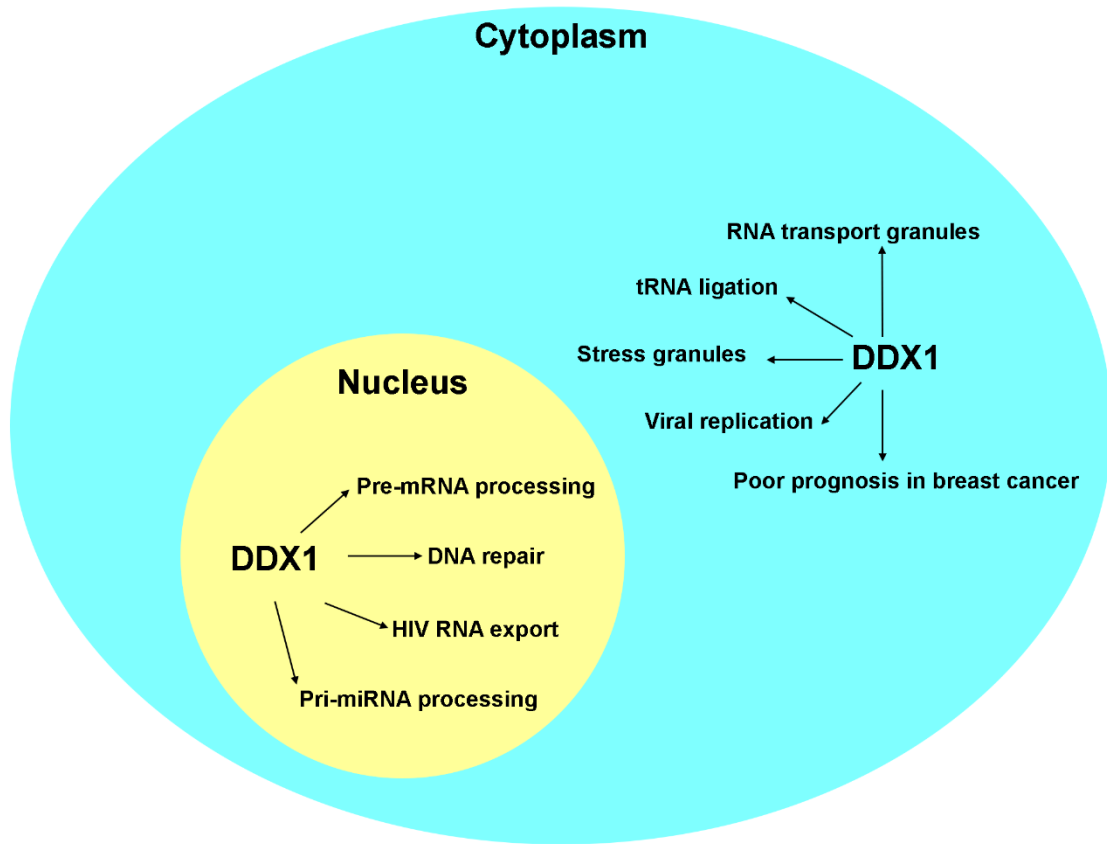 Cytoplasm
RNA transport granules
tRNA ligation
Stress granules
DDX1
Viral replication
Poor prognosis in breast cancer
Nucleus
Pre-mRNA processing
DDX1
DNA repair
HIV RNA export
Pri-miRNA processing